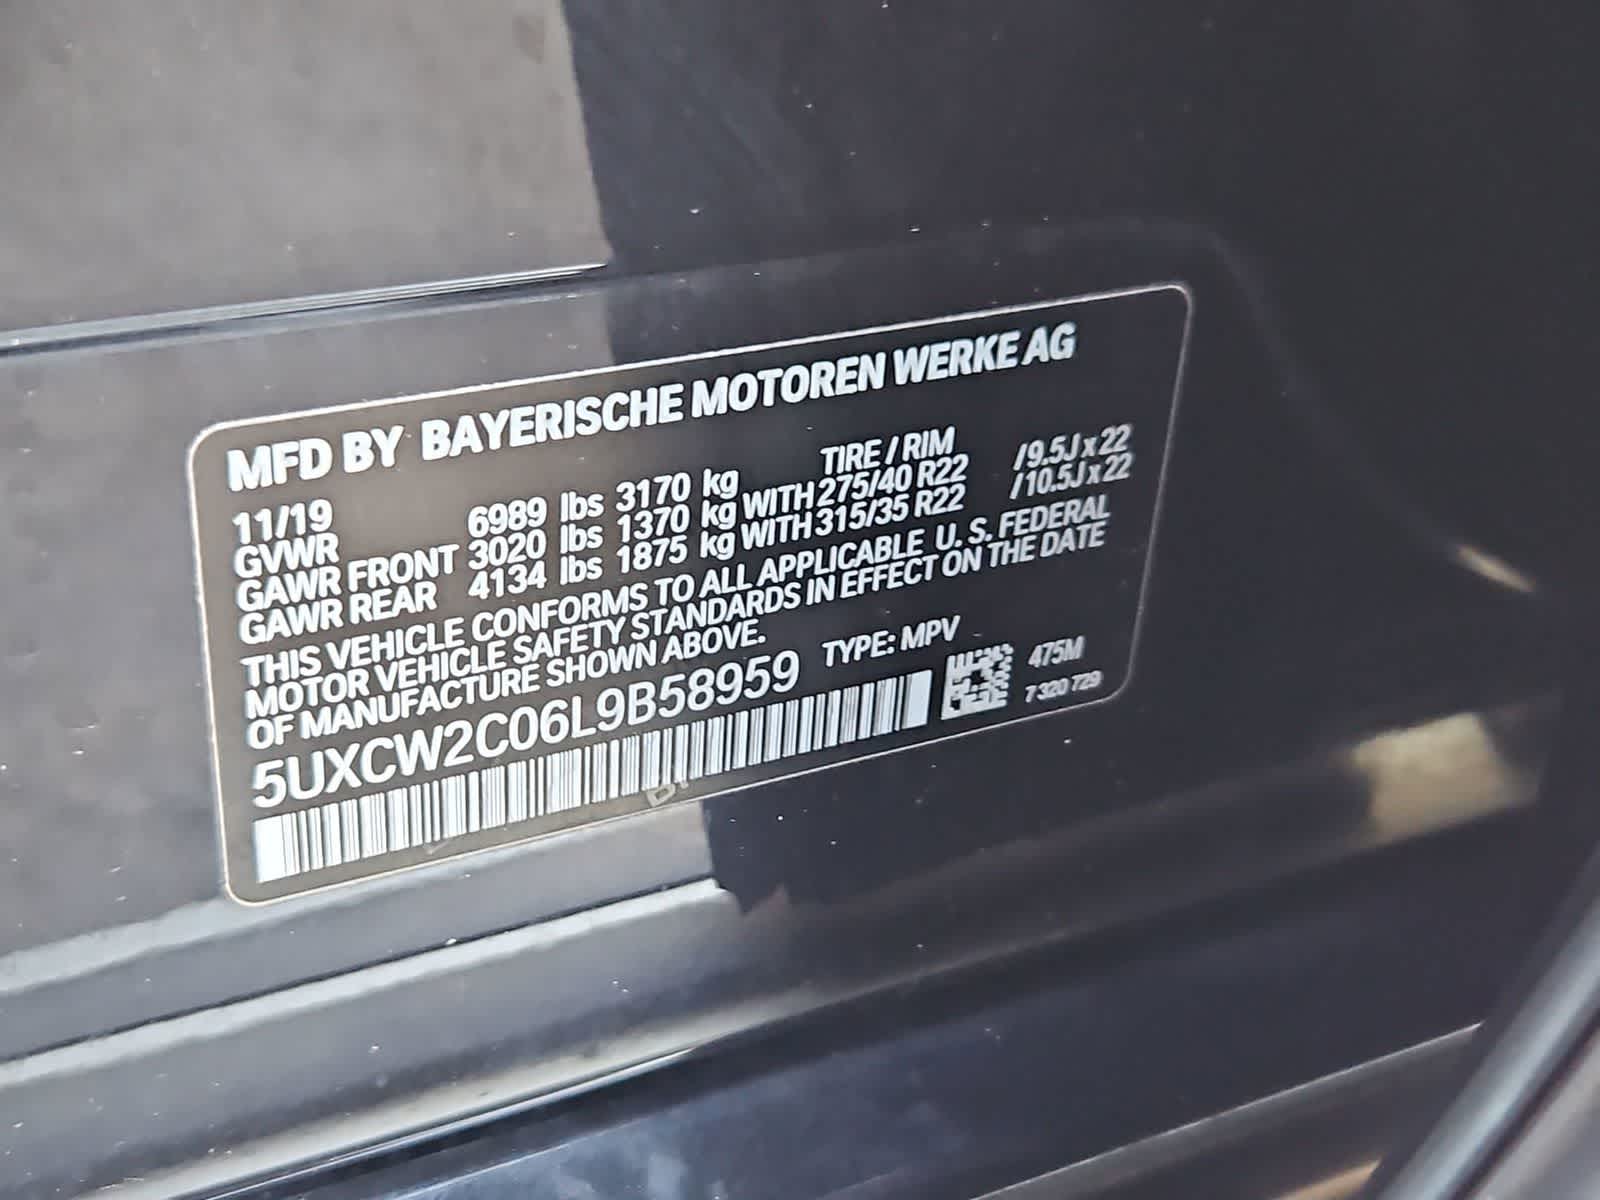 MFD BY BAYERISCHE MOTOREN WERKE AG
11/19 TIRE / RIM
GVWR 6989 lbs 3170 kg
GAWR FRONT 3020 lbs 1370 kg WITH 275/40 R22 /9.5J x 22
GAWR REAR 4134 lbs 1875 kg WITH 315/35 R22 /10.5J x 22
THIS VEHICLE CONFORMS TO ALL APPLICABLE U. S. FEDERAL
MOTOR VEHICLE SAFETY STANDARDS IN EFFECT ON THE DATE
OF MANUFACTURE SHOWN ABOVE.
5UXCW2C06L9B58959 TYPE: MPV
475M
7 320 729